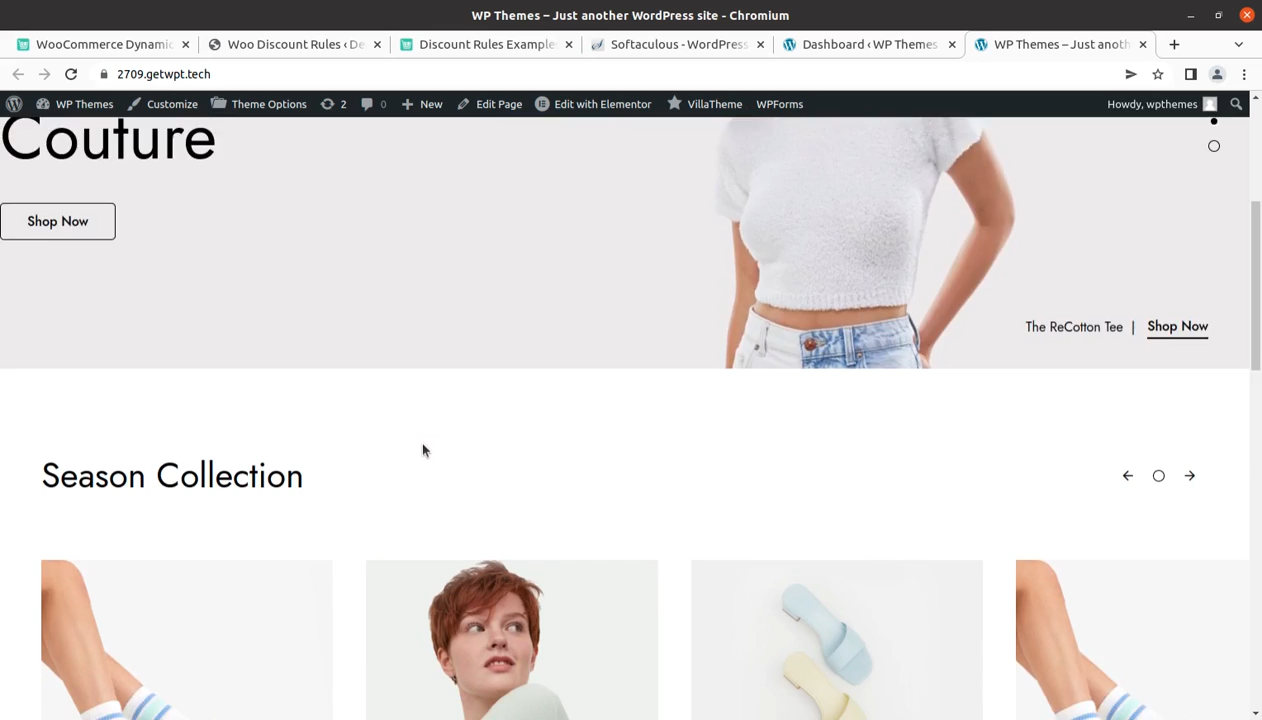 WP Themes – Just another WordPress site - Chromium
WooCommerce Dynamic
Woo Discount Rules ‹ De
Discount Rules Example
Softaculous - WordPress
Dashboard ‹ WP Themes
WP Themes – Just anoth
2709.getwpt.tech
WP Themes
Customize
Theme Options
2
0
New
Edit Page
Edit with Elementor
VillaTheme
WPForms
Howdy, wpthemes
Couture
Shop Now
The ReCotton Tee | Shop Now
Season Collection